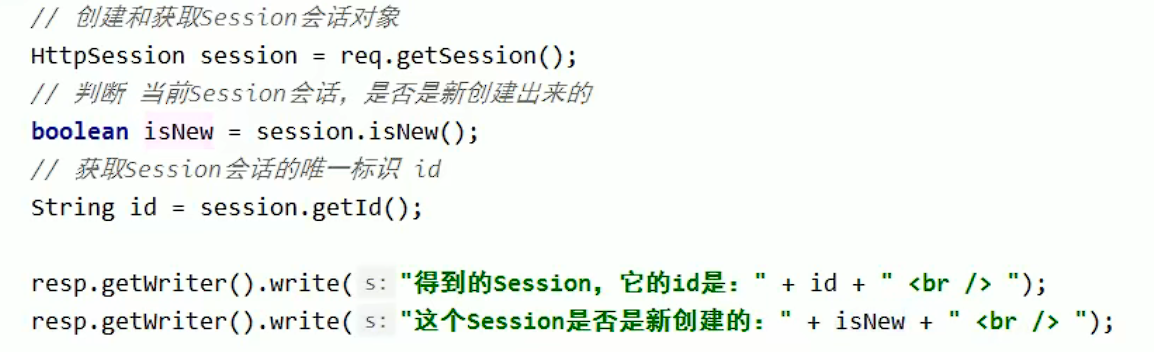 // 创建和获取Session会话对象
HttpSession session = req.getSession();
// 判断 当前Session会话，是否是新创建出来的
boolean isNew = session.isNew();
// 获取Session会话的唯一标识 id
String id = session.getId();
resp.getWriter().write( s: "得到的Session，它的id是：" + id + " <br /> ");
resp.getWriter().write( s: "这个Session是否是新创建的：" + isNew + " <br /> ");